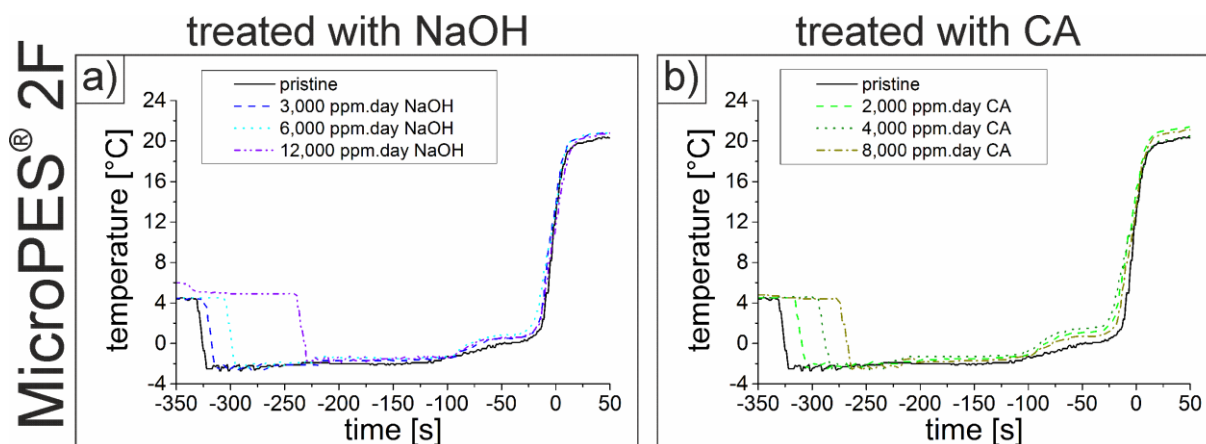 treated with NaOH
treated with CA
MicroPES® 2F
a)
pristine
3,000 ppm.day NaOH
6,000 ppm.day NaOH
12,000 ppm.day NaOH
temperature [°C]
24
20
16
12
8
4
0
-4
-350 -300 -250 -200 -150 -100 -50 0 50
time [s]
b)
pristine
2,000 ppm.day CA
4,000 ppm.day CA
8,000 ppm.day CA
temperature [°C]
24
20
16
12
8
4
0
-4
-350 -300 -250 -200 -150 -100 -50 0 50
time [s]